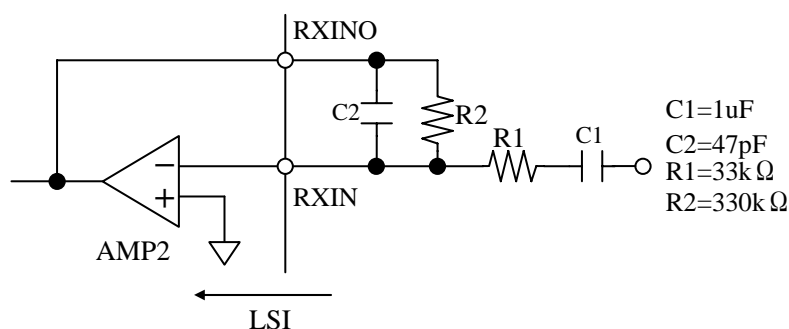 RXINO
C2
R2
R1
C1
RXIN
−
+
AMP2
LSI
C1=1uF
C2=47pF
R1=33kΩ
R2=330kΩ